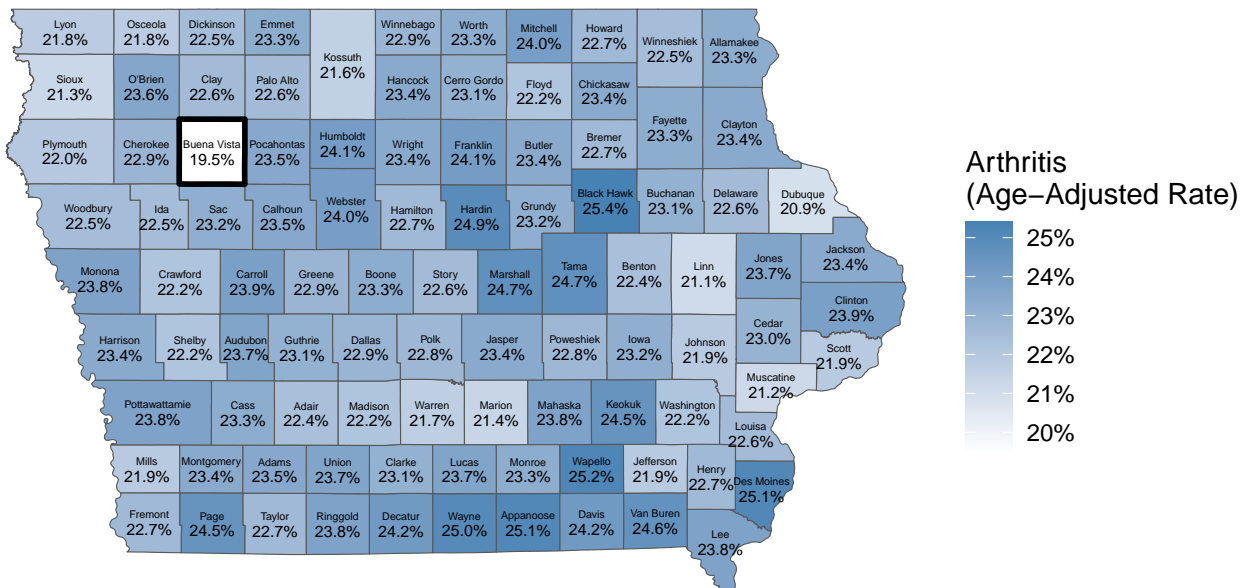 Lyon
21.8%
Osceola
21.8%
Dickinson
22.5%
Emmet
23.3%
Kossuth
21.6%
Winnebago
22.9%
Worth
23.3%
Mitchell
24.0%
Howard
22.7%
Winneshiek
22.5%
Allamakee
23.3%
Sioux
21.3%
O'Brien
23.6%
Clay
22.6%
Palo Alto
22.6%
Hancock
23.4%
Cerro Gordo
23.1%
Floyd
22.2%
Chickasaw
23.4%
Fayette
23.3%
Clayton
23.4%
Plymouth
22.0%
Cherokee
22.9%
Buena Vista
19.5%
Pocahontas
23.5%
Humboldt
24.1%
Wright
23.4%
Franklin
24.1%
Butler
23.4%
Bremer
22.7%
Woodbury
22.5%
Ida
22.5%
Sac
23.2%
Calhoun
23.5%
Webster
24.0%
Hamilton
22.7%
Hardin
24.9%
Grundy
23.2%
Black Hawk
25.4%
Buchanan
23.1%
Delaware
22.6%
Dubuque
20.9%
Monona
23.8%
Crawford
22.2%
Carroll
23.9%
Greene
22.9%
Boone
23.3%
Story
22.6%
Marshall
24.7%
Tama
24.7%
Benton
22.4%
Linn
21.1%
Jones
23.7%
Jackson
23.4%
Clinton
23.9%
Harrison
23.4%
Shelby
22.2%
Audubon
23.7%
Guthrie
23.1%
Dallas
22.9%
Polk
22.8%
Jasper
23.4%
Poweshiek
22.8%
Iowa
23.2%
Johnson
21.9%
Cedar
23.0%
Scott
21.9%
Muscatine
21.2%
Pottawattamie
23.8%
Cass
23.3%
Adair
22.4%
Madison
22.2%
Warren
21.7%
Marion
21.4%
Mahaska
23.8%
Keokuk
24.5%
Washington
22.2%
Louisa
22.6%
Mills
21.9%
Montgomery
23.4%
Adams
23.5%
Union
23.7%
Clarke
23.1%
Lucas
23.7%
Monroe
23.3%
Wapello
25.2%
Jefferson
21.9%
Henry
22.7%
Des Moines
25.1%
Fremont
22.7%
Page
24.5%
Taylor
22.7%
Ringgold
23.8%
Decatur
24.2%
Wayne
25.0%
Appanoose
25.1%
Davis
24.2%
Van Buren
24.6%
Lee
23.8%
Arthritis
(Age−Adjusted Rate)
25%
24%
23%
22%
21%
20%